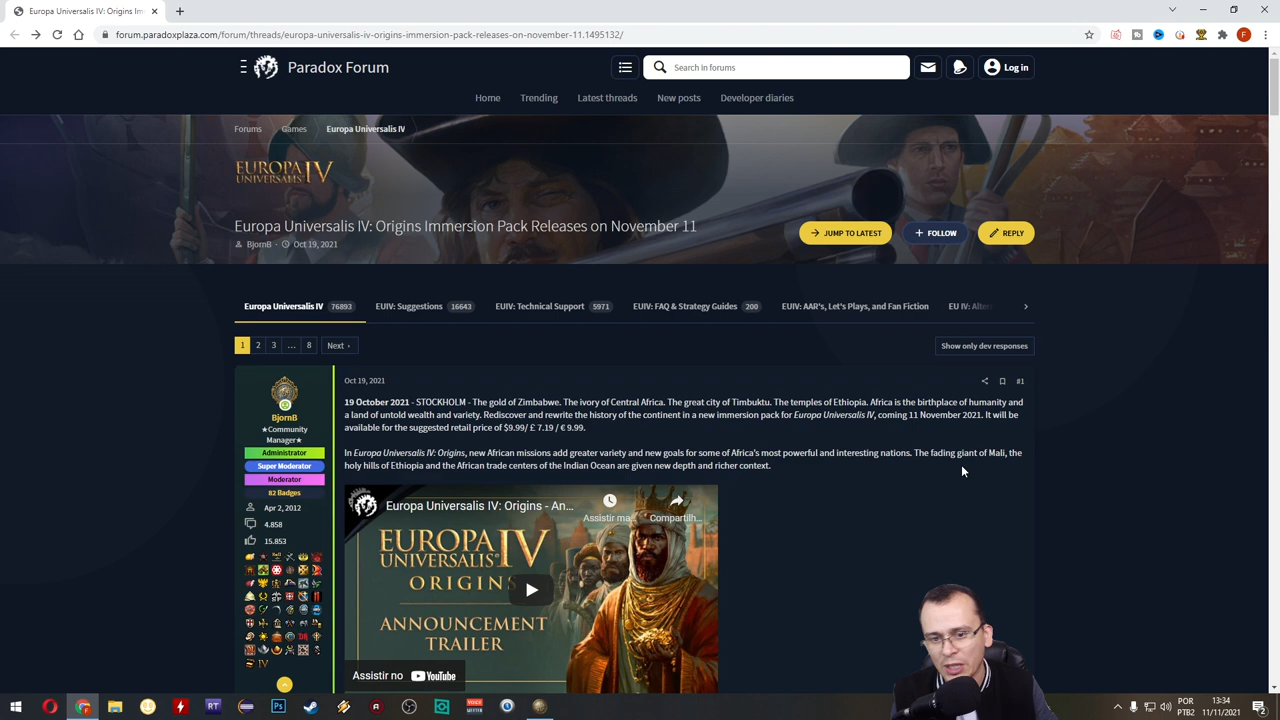 Europa Universalis IV: Origins Im
forum.paradoxplaza.com/forum/threads/europa-universalis-iv-origins-immersion-pack-releases-on-november-11.1495132/
F
Paradox Forum
Search in forums
Log in
Home Trending Latest threads New posts Developer diaries
Forums Games Europa Universalis IV
EUROPA UNIVERSALIS IV
Europa Universalis IV: Origins Immersion Pack Releases on November 11
BjornB · Oct 19, 2021
JUMP TO LATEST FOLLOW REPLY
Europa Universalis IV 76893 EUIV: Suggestions 16643 EUIV: Technical Support 5971 EUIV: FAQ & Strategy Guides 200 EUIV: AAR's, Let's Plays, and Fan Fiction EU IV: Altern
1 2 3 … 8 Next
Show only dev responses
Oct 19, 2021
#1
BjornB
★Community
Manager★
Administrator
Super Moderator
Moderator
82 Badges
Apr 2, 2012
4.858
15.853
19 October 2021 - STOCKHOLM - The gold of Zimbabwe. The ivory of Central Africa. The great city of Timbuktu. The temples of Ethiopia. Africa is the birthplace of humanity and
a land of untold wealth and variety. Rediscover and rewrite the history of the continent in a new immersion pack for Europa Universalis IV, coming 11 November 2021. It will be
available for the suggested retail price of $9.99/ £ 7.19 / € 9.99.
In Europa Universalis IV: Origins, new African missions add greater variety and new goals for some of Africa's most powerful and interesting nations. The fading giant of Mali, the
holy hills of Ethiopia and the African trade centers of the Indian Ocean are given new depth and richer context.
Europa Universalis IV: Origins - An...
Assistir ma... Compartilh...
EUROPA
UNIVERSALIS IV
ORIGINS
ANNOUNCEMENT
TRAILER
Assistir no YouTube
RT
Ps
POR
PTB2
13:34
11/11/2021
2